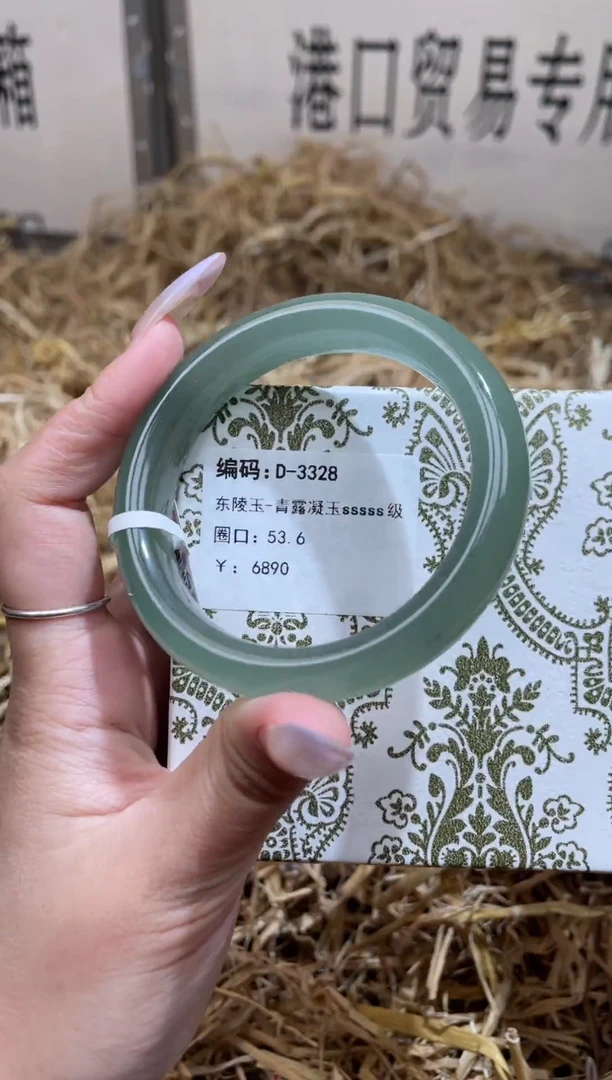 箱
港口贸易专用
编码:D-3328
东陵玉-青露凝玉sssss级
圈口: 53.6
¥: 6890